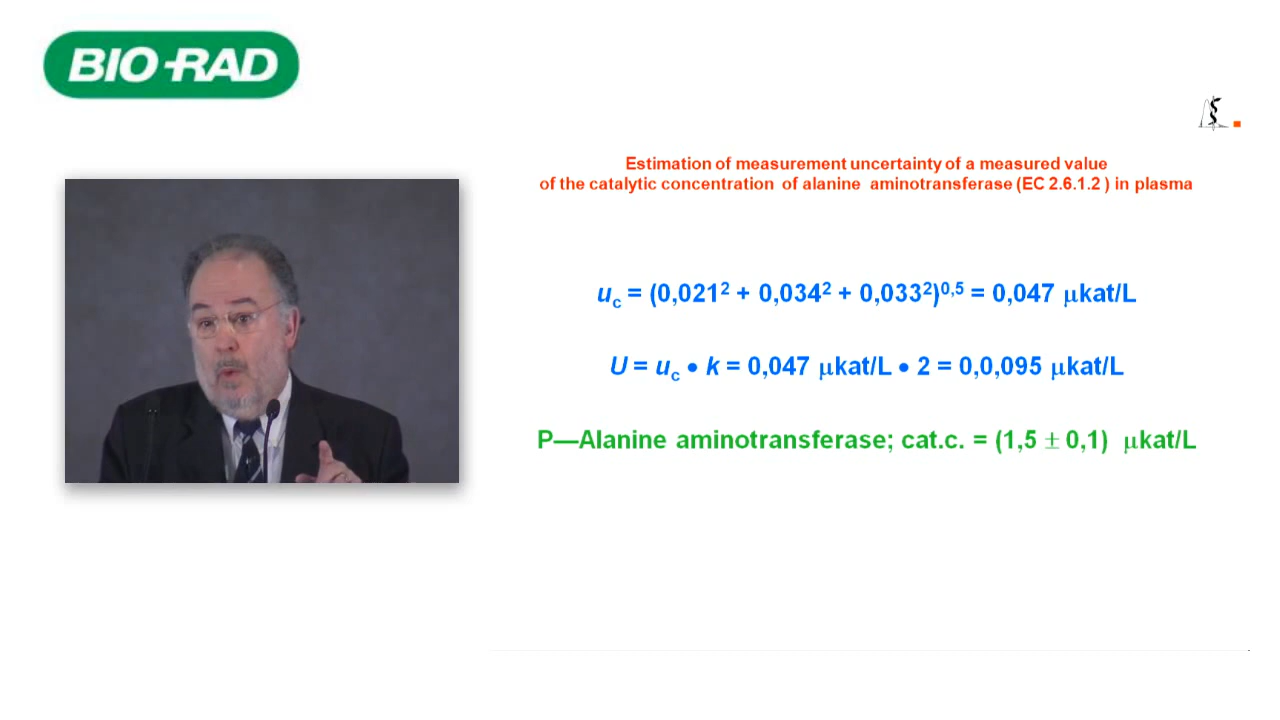 BIO-RAD
Estimation of measurement uncertainty of a measured value
of the catalytic concentration of alanine aminotransferase (EC 2.6.1.2 ) in plasma
u_c = (0,021² + 0,034² + 0,033²)^0,5 = 0,047 μkat/L
U = u_c • k = 0,047 μkat/L • 2 = 0,0,095 μkat/L
P—Alanine aminotransferase; cat.c. = (1,5 ± 0,1) μkat/L